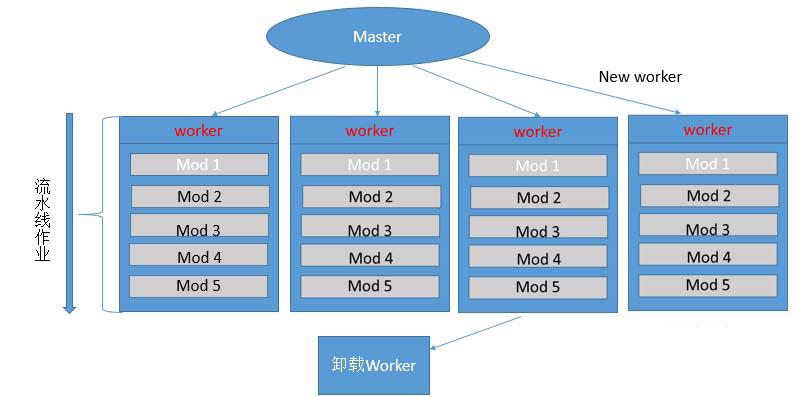 Master
New worker
worker
worker
worker
worker
Mod 1
Mod 1
Mod 1
Mod 1
Mod 2
Mod 2
Mod 2
Mod 2
Mod 3
Mod 3
Mod 3
Mod 3
Mod 4
Mod 4
Mod 4
Mod 4
Mod 5
Mod 5
Mod 5
Mod 5
流水线作业
卸载Worker